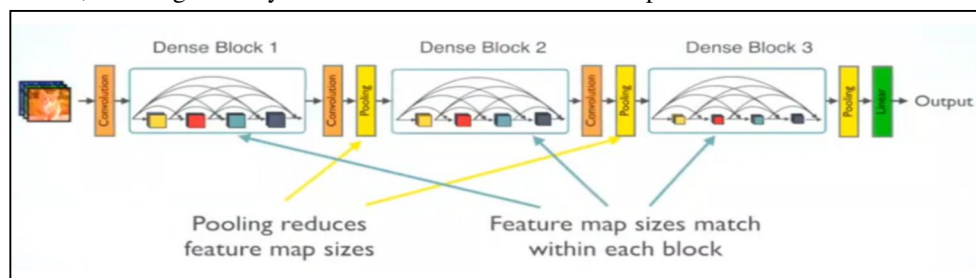 Dense Block 1
Dense Block 2
Dense Block 3
Convolution
Convolution
Pooling
Convolution
Pooling
Pooling
Linear
Output
Pooling reduces
feature map sizes
Feature map sizes match
within each block